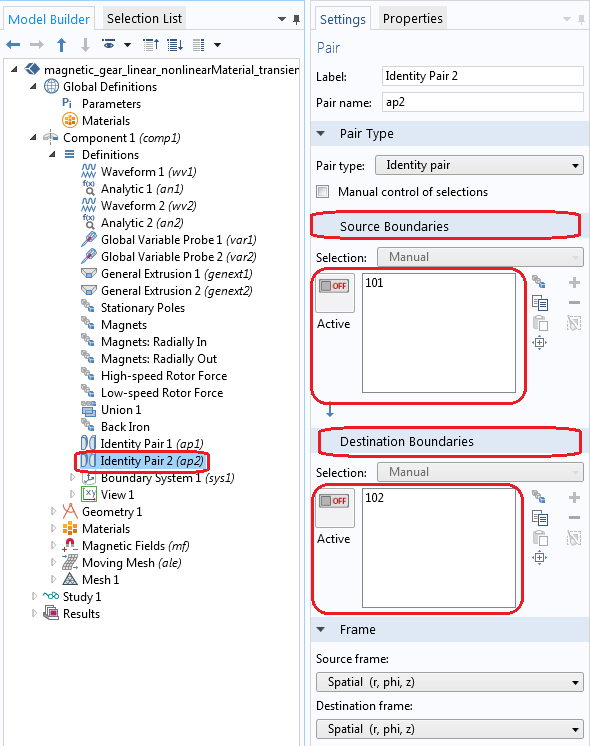 Model Builder
Selection List
magnetic_gear_linear_nonlinearMaterial_transien
Global Definitions
Pi Parameters
Materials
Component 1 (comp1)
Definitions
Waveform 1 (wv1)
f(x) Analytic 1 (an1)
Waveform 2 (wv2)
f(x) Analytic 2 (an2)
Global Variable Probe 1 (var1)
Global Variable Probe 2 (var2)
General Extrusion 1 (genext1)
General Extrusion 2 (genext2)
Stationary Poles
Magnets
Magnets: Radially In
Magnets: Radially Out
High-speed Rotor Force
Low-speed Rotor Force
Union 1
Back Iron
Identity Pair 1 (ap1)
Identity Pair 2 (ap2)
Boundary System 1 (sys1)
xy View 1
Geometry 1
Materials
Magnetic Fields (mf)
Moving Mesh (ale)
Mesh 1
Study 1
Results
Settings
Properties
Pair
Label: Identity Pair 2
Pair name: ap2
Pair Type
Pair type: Identity pair
Manual control of selections
Source Boundaries
Selection: Manual
OFF
Active
101
Destination Boundaries
Selection: Manual
OFF
Active
102
Frame
Source frame:
Spatial (r, phi, z)
Destination frame:
Spatial (r, phi, z)